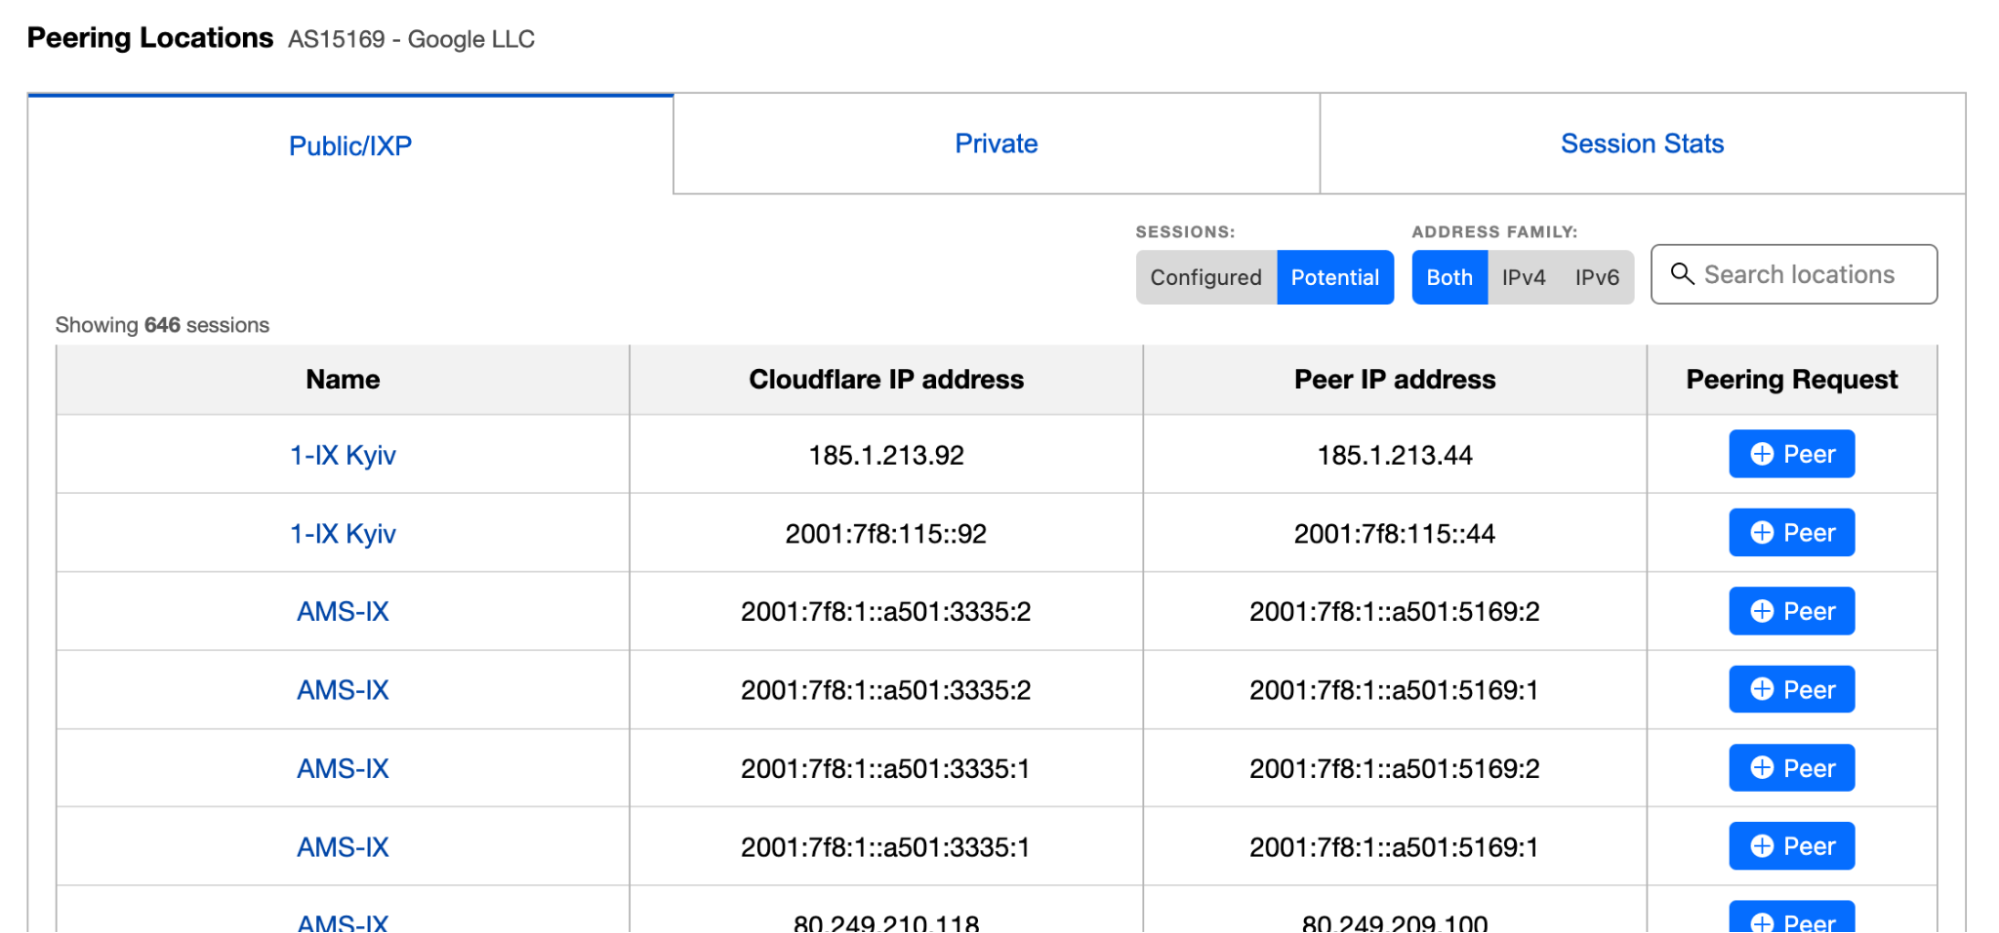 Peering Locations AS15169 - Google LLC
Public/IXP Private Session Stats
SESSIONS: ADDRESS FAMILY:
Configured Potential Both IPv4 IPv6 Search locations
Showing 646 sessions
Name Cloudflare IP address Peer IP address Peering Request
1-IX Kyiv 185.1.213.92 185.1.213.44 Peer
1-IX Kyiv 2001:7f8:115::92 2001:7f8:115::44 Peer
AMS-IX 2001:7f8:1::a501:3335:2 2001:7f8:1::a501:5169:2 Peer
AMS-IX 2001:7f8:1::a501:3335:2 2001:7f8:1::a501:5169:1 Peer
AMS-IX 2001:7f8:1::a501:3335:1 2001:7f8:1::a501:5169:2 Peer
AMS-IX 2001:7f8:1::a501:3335:1 2001:7f8:1::a501:5169:1 Peer
AMS-IX 80.249.210.118 80.249.209.100 Peer